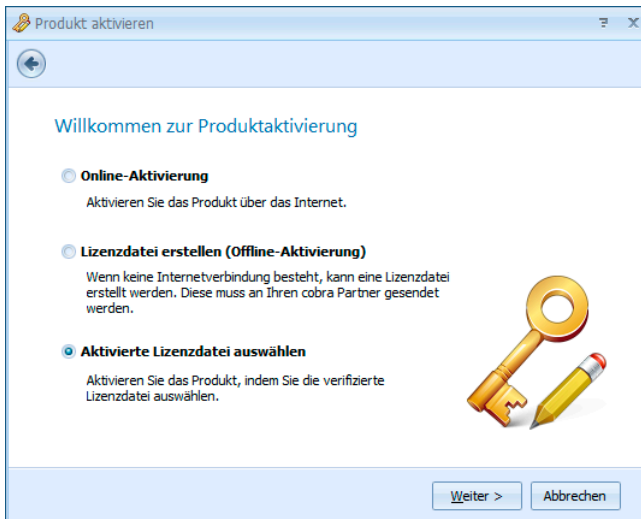 Produkt aktivieren
Willkommen zur Produktaktivierung
Online-Aktivierung
Aktivieren Sie das Produkt über das Internet.
Lizenzdatei erstellen (Offline-Aktivierung)
Wenn keine Internetverbindung besteht, kann eine Lizenzdatei
erstellt werden. Diese muss an Ihren cobra Partner gesendet
werden.
Aktivierte Lizenzdatei auswählen
Aktivieren Sie das Produkt, indem Sie die verifizierte
Lizenzdatei auswählen.
Weiter > Abbrechen